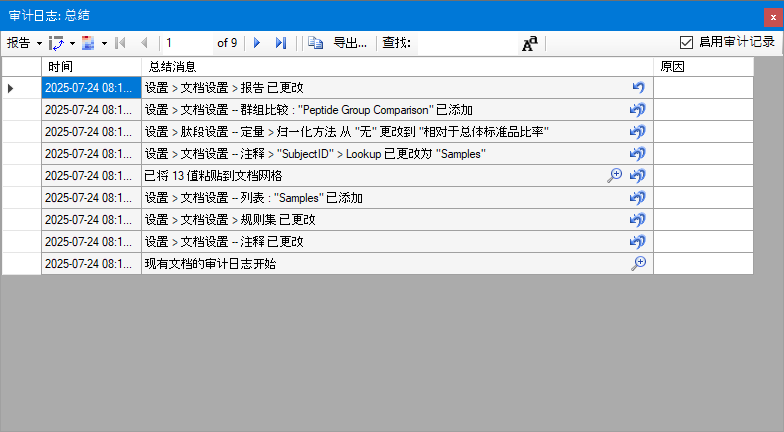 审计日志: 总结
报告 1 of 9 导出... 查找: Aa 启用审计记录
时间 总结消息 原因
2025-07-24 08:1... 设置 > 文档设置 > 报告 已更改
2025-07-24 08:1... 设置 > 文档设置 -- 群组比较 : "Peptide Group Comparison" 已添加
2025-07-24 08:1... 设置 > 肽段设置 -- 定量 > 归一化方法 从 "无" 更改到 "相对于总体标准品比率"
2025-07-24 08:1... 设置 > 文档设置 -- 注释 > "SubjectID" > Lookup 已更改为 "Samples"
2025-07-24 08:1... 已将 13 值粘贴到文档网格
2025-07-24 08:1... 设置 > 文档设置 -- 列表 : "Samples" 已添加
2025-07-24 08:1... 设置 > 文档设置 > 规则集 已更改
2025-07-24 08:1... 设置 > 文档设置 -- 注释 已更改
2025-07-24 08:1... 现有文档的审计日志开始